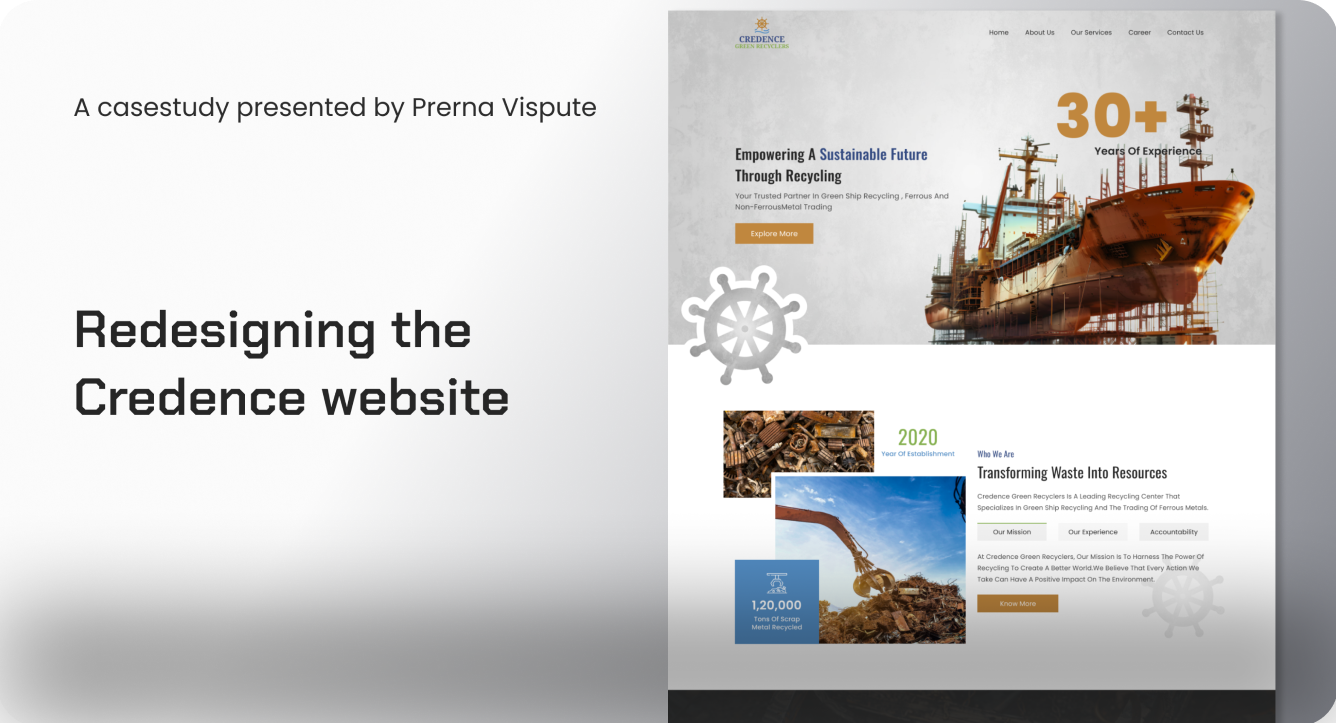 A casestudy presented by Prerna Vispute
Redesigning the
Credence website
CREDENCE
GREEN RECYCLERS
Home About Us Our Services Career Contact Us
30+
Years Of Experience
Empowering A Sustainable Future
Through Recycling
Your Trusted Partner In Green Ship Recycling , Ferrous And
Non-FerrousMetal Trading
Explore More
2020
Year Of Establishment
1,20,000
Tons Of Scrap
Metal Recycled
Who We Are
Transforming Waste Into Resources
Credence Green Recyclers Is A Leading Recycling Center That
Specializes In Green Ship Recycling And The Trading Of Ferrous Metals.
Our Mission Our Experience Accountability
At Credence Green Recyclers, Our Mission Is To Harness The Power Of
Recycling To Create A Better World.We Believe That Every Action We
Take Can Have A Positive Impact On The Environment.
Know More